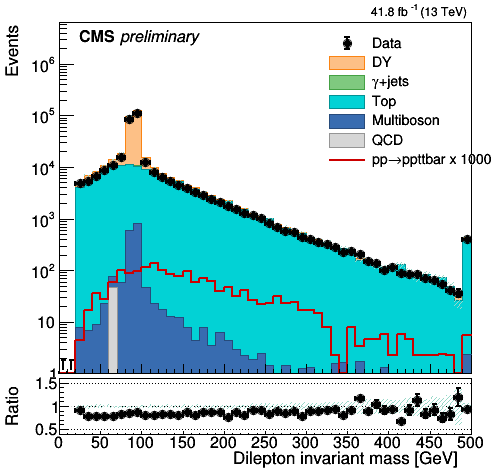 41.8 fb⁻¹ (13 TeV)
CMS preliminary
Events
Data
DY
γ+jets
Top
Multiboson
QCD
pp→ppttbar x 1000
10⁶
10⁵
10⁴
10³
10²
10
1
Ratio
1.5
1
0.5
0 50 100 150 200 250 300 350 400 450 500
Dilepton invariant mass [GeV]